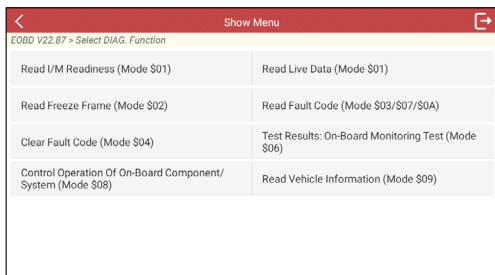 Show Menu
EOBD V22.87 > Select DIAG. Function
Read I/M Readiness (Mode $01)
Read Live Data (Mode $01)
Read Freeze Frame (Mode $02)
Read Fault Code (Mode $03/$07/$0A)
Clear Fault Code (Mode $04)
Test Results: On-Board Monitoring Test (Mode
$06)
Control Operation Of On-Board Component/
System (Mode $08)
Read Vehicle Information (Mode $09)